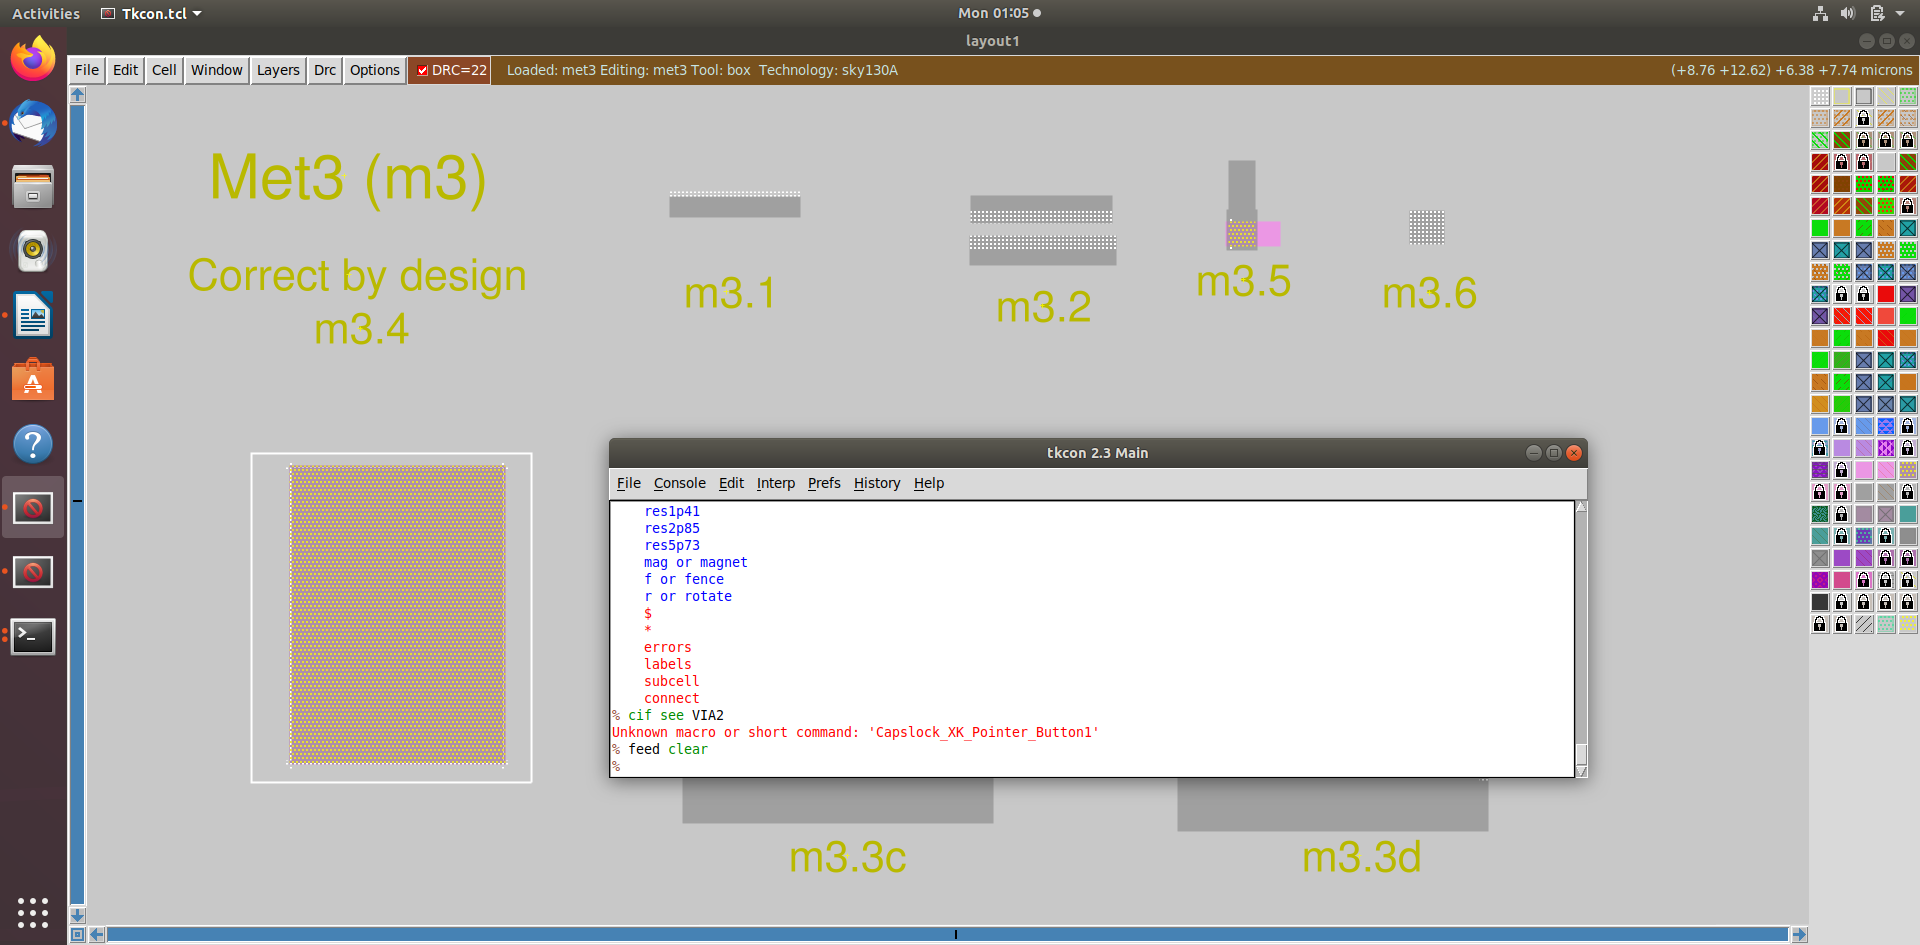 Activities Tkcon.tcl Mon 01:05
layout1
File Edit Cell Window Layers Drc Options DRC=22 Loaded: met3 Editing: met3 Tool: box Technology: sky130A (+8.76 +12.62) +6.38 +7.74 microns
Met3 (m3)
Correct by design
m3.4
m3.1
m3.2
m3.5
m3.6
tkcon 2.3 Main
File Console Edit Interp Prefs History Help
res1p41
res2p85
res5p73
mag or magnet
f or fence
r or rotate
$
*
errors
labels
subcell
connect
% cif see VIA2
Unknown macro or short command: 'Capslock_XK_Pointer_Button1'
% feed clear
%
m3.3c
m3.3d